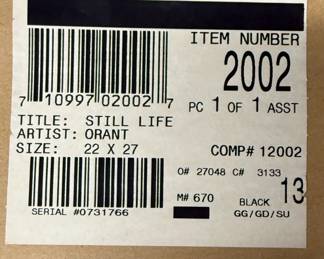 ITEM NUMBER
2002
7 10997 02002 7
PC 1 OF 1 ASST
TITLE: STILL LIFE
ARTIST: ORANT
SIZE: 22 X 27
COMP# 12002
O# 27048 C# 3133
M# 670
BLACK 13
GG/GD/SU
SERIAL #0731766